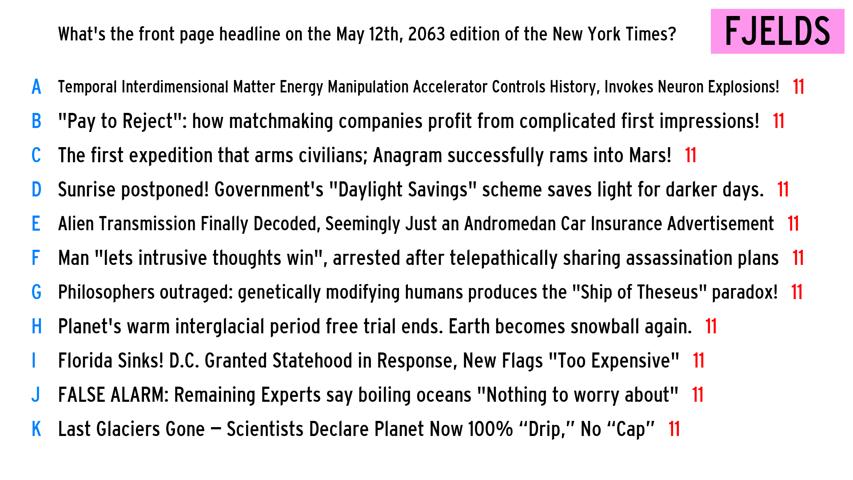 What's the front page headline on the May 12th, 2063 edition of the New York Times?
FJELDS
A Temporal Interdimensional Matter Energy Manipulation Accelerator Controls History, Invokes Neuron Explosions! 11
B "Pay to Reject": how matchmaking companies profit from complicated first impressions! 11
C The first expedition that arms civilians; Anagram successfully rams into Mars! 11
D Sunrise postponed! Government's "Daylight Savings" scheme saves light for darker days. 11
E Alien Transmission Finally Decoded, Seemingly Just an Andromedan Car Insurance Advertisement 11
F Man "lets intrusive thoughts win", arrested after telepathically sharing assassination plans 11
G Philosophers outraged: genetically modifying humans produces the "Ship of Theseus" paradox! 11
H Planet's warm interglacial period free trial ends. Earth becomes snowball again. 11
I Florida Sinks! D.C. Granted Statehood in Response, New Flags "Too Expensive" 11
J FALSE ALARM: Remaining Experts say boiling oceans "Nothing to worry about" 11
K Last Glaciers Gone – Scientists Declare Planet Now 100% “Drip,” No “Cap” 11